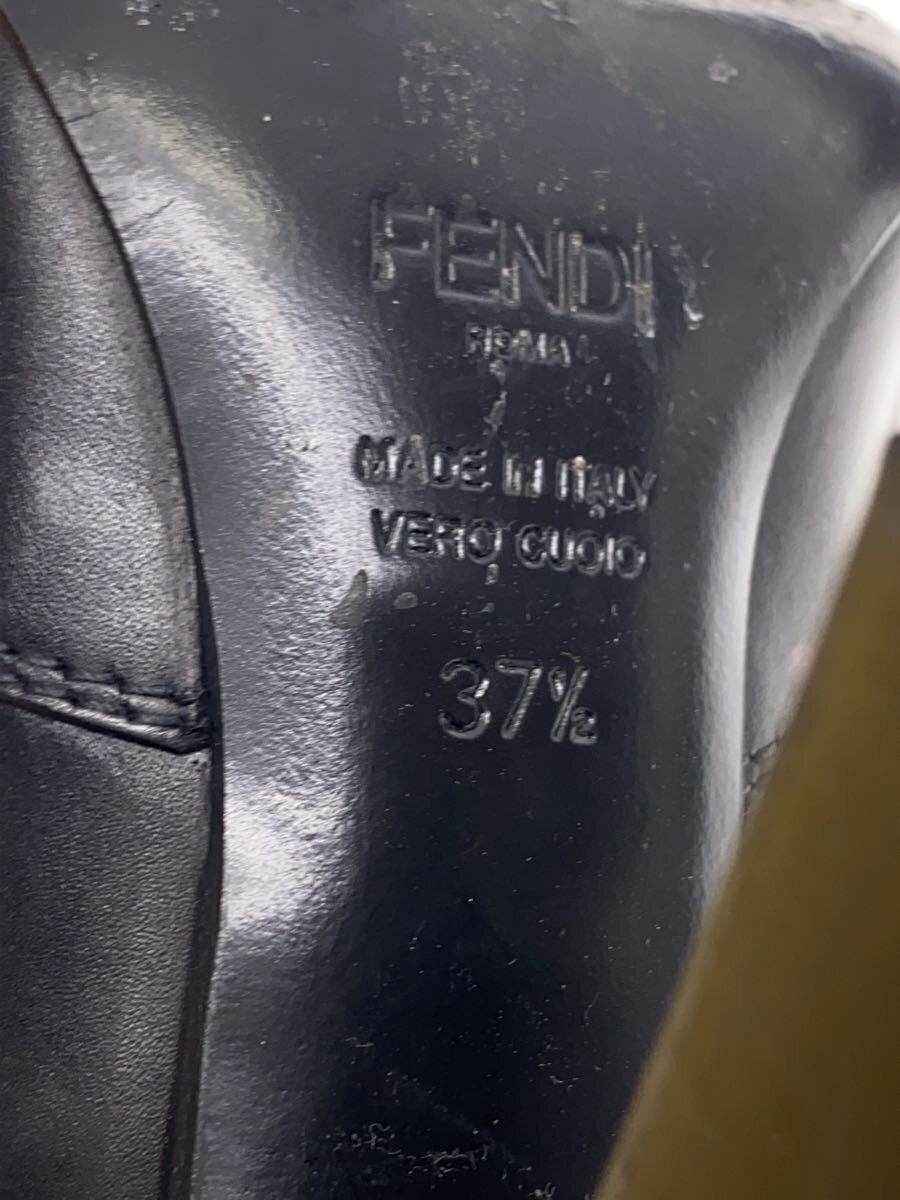 FENDI
ROMA
MADE IN ITALY
VERO CUOIO
37½